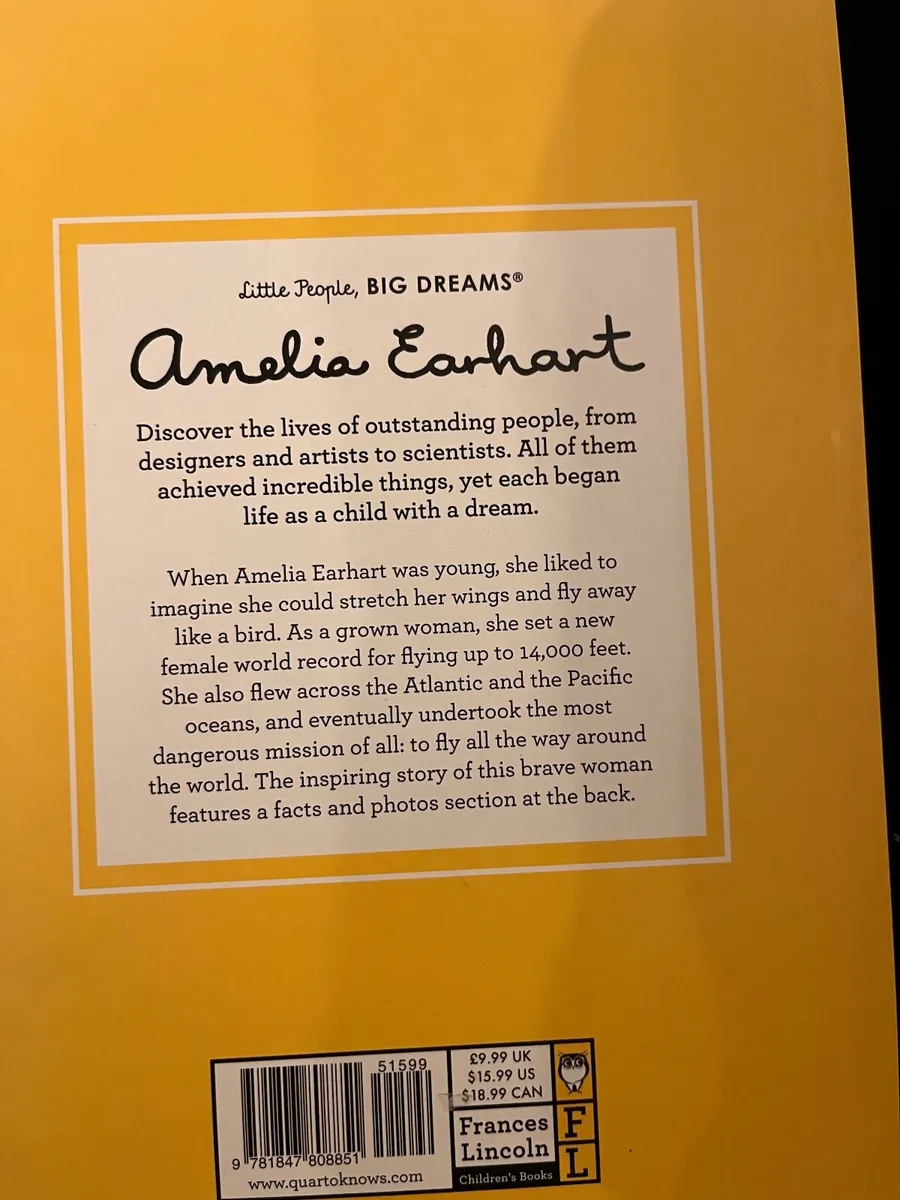 Little People, BIG DREAMS®
Amelia Earhart
Discover the lives of outstanding people, from
designers and artists to scientists. All of them
achieved incredible things, yet each began
life as a child with a dream.
When Amelia Earhart was young, she liked to
imagine she could stretch her wings and fly away
like a bird. As a grown woman, she set a new
female world record for flying up to 14,000 feet.
She also flew across the Atlantic and the Pacific
oceans, and eventually undertook the most
dangerous mission of all: to fly all the way around
the world. The inspiring story of this brave woman
features a facts and photos section at the back.
51599
9 781847 808851
www.quartoknows.com
£9.99 UK
$15.99 US
$18.99 CAN
Frances
Lincoln
Children's Books
F
L